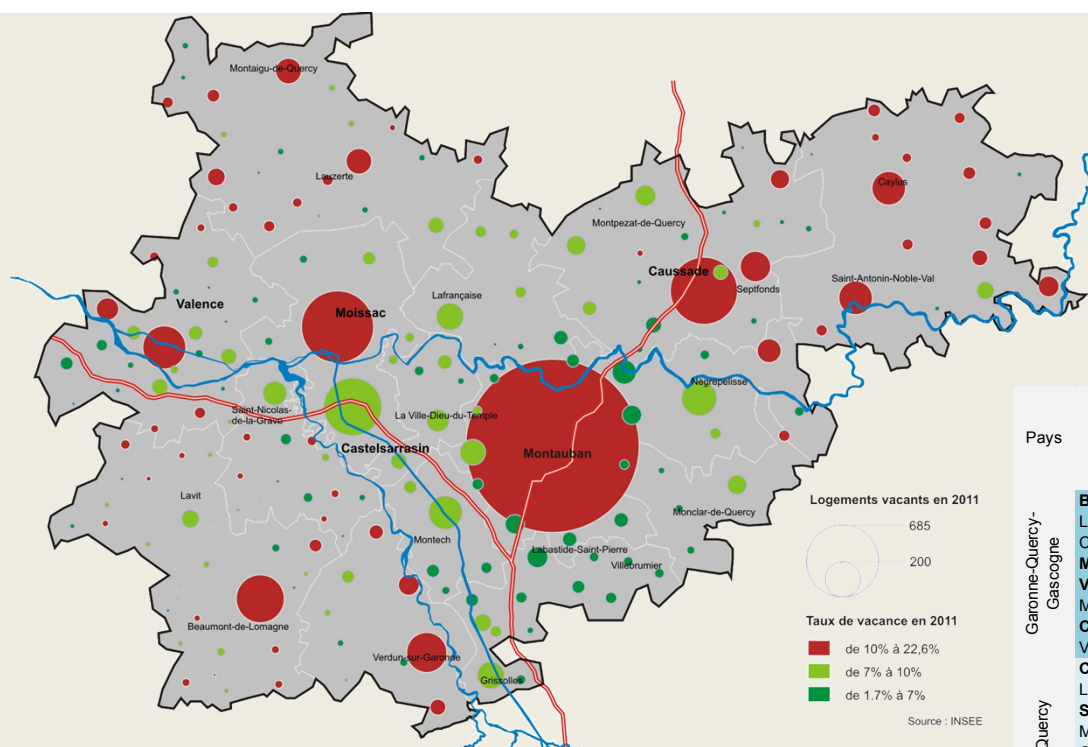 Montaigu-de-Quercy
Lauzerte
Caylus
Montpezat-de-Quercy
Caussade
Septfonds
Saint-Antonin-Noble-Val
Valence
Moissac
Lafrançaise
Nègrepelisse
Saint-Nicolas-
de-la-Grave
La Ville-Dieu-du-Temple
Castelsarrasin
Montauban
Lavit
Montech
Monclar-de-Quercy
Labastide-Saint-Pierre
Villebrumier
Beaumont-de-Lomagne
Verdun-sur-Garonne
Grissolles
Logements vacants en 2011
685
200
Taux de vacance en 2011
de 10% à 22,6%
de 7% à 10%
de 1.7% à 7%
Source : INSEE
Pays
Garonne-Quercy-
Gascogne
B
L
C
M
V
M
C
V
C
L
S
M
Quercy